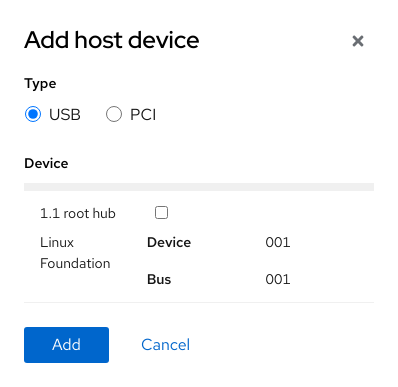 Add host device
Type
USB PCI
Device
1.1 root hub
Linux Device 001
Foundation
Bus 001
Add Cancel